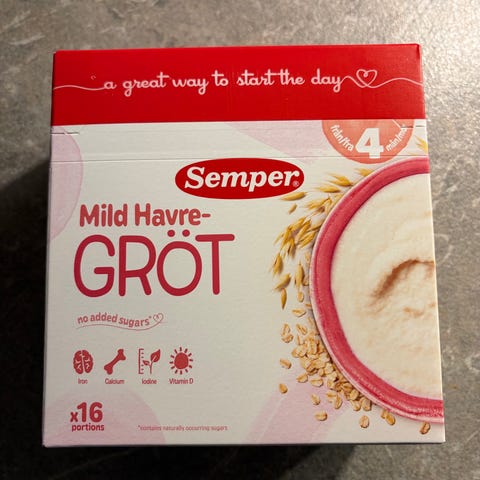 a great way to start the day
från/fra
4
mån/md*
Semper®
Mild Havre-
GRÖT
no added sugars*
Iron
Calcium
Iodine
Vitamin D
x16
portions
*contains naturally occurring sugars